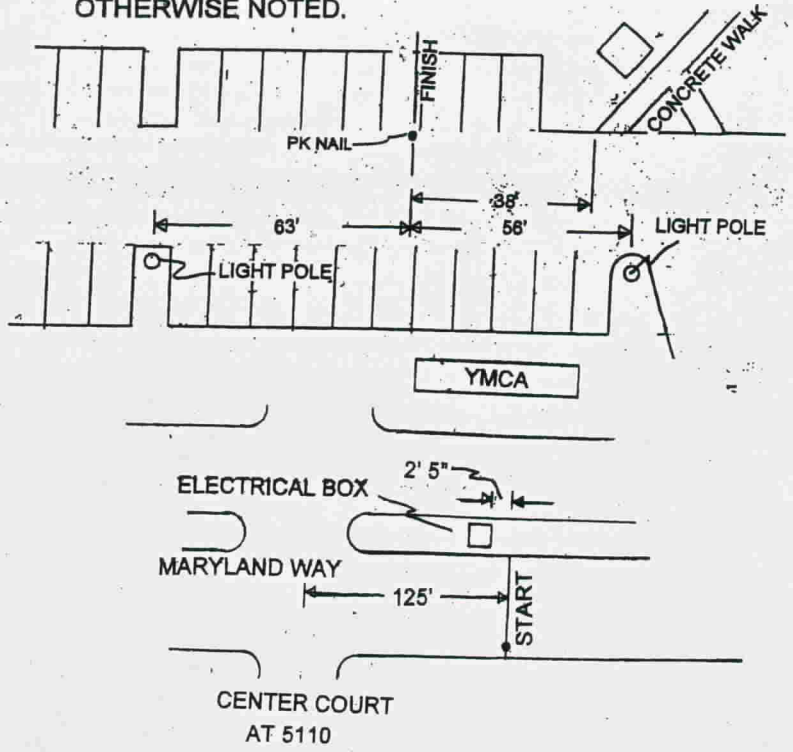 OTHERWISE NOTED.
FINISH
CONCRETE WALK
PK NAIL
38'
63'
56'
LIGHT POLE
LIGHT POLE
YMCA
2' 5"
ELECTRICAL BOX
MARYLAND WAY
125'
START
CENTER COURT
AT 5110